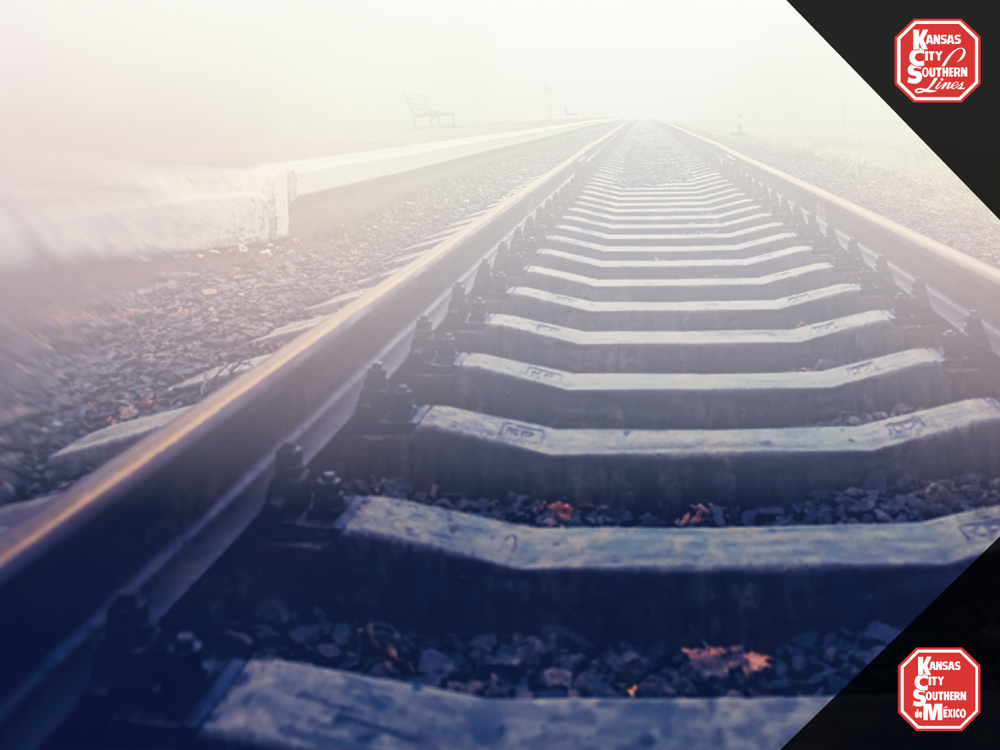 KANSAS
CITY
SOUTHERN
Lines
KANSAS
CITY
SOUTHERN
de MÉXICO